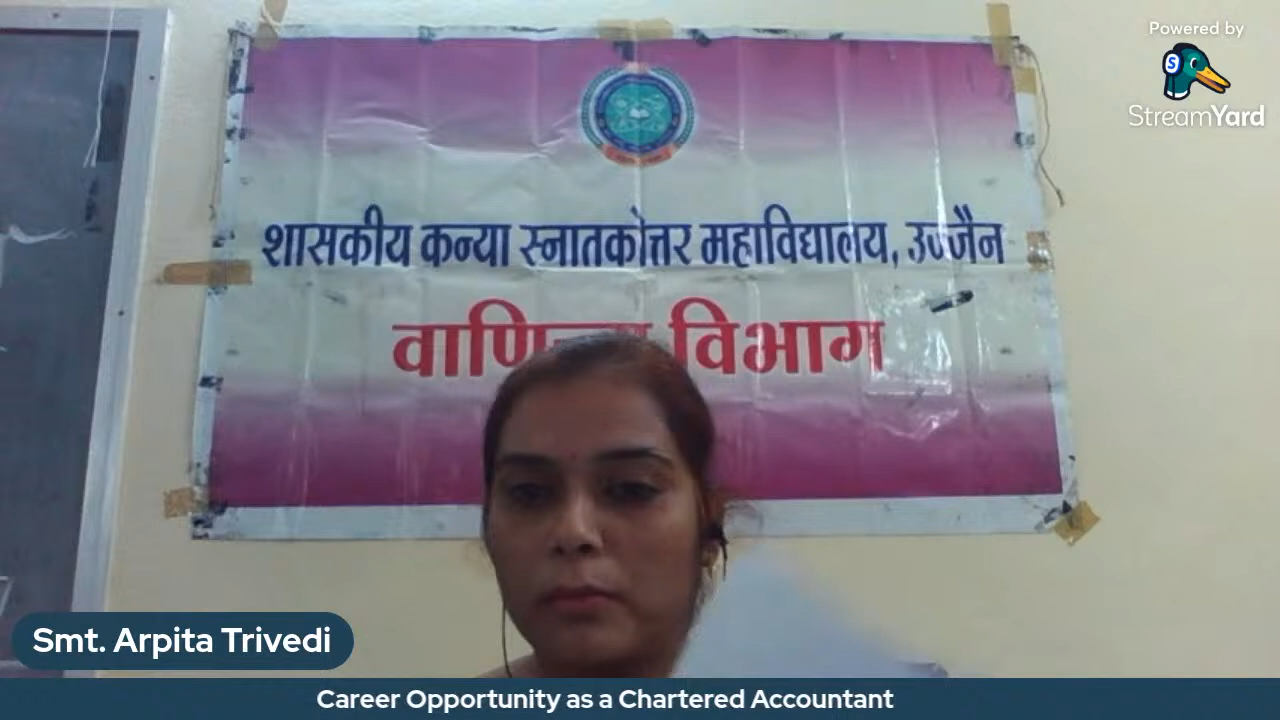 Powered by
S
StreamYard
शासकीय कन्या स्नातकोत्तर महाविद्यालय, उज्जैन
विभाग
Smt. Arpita Trivedi
Career Opportunity as a Chartered Accountant